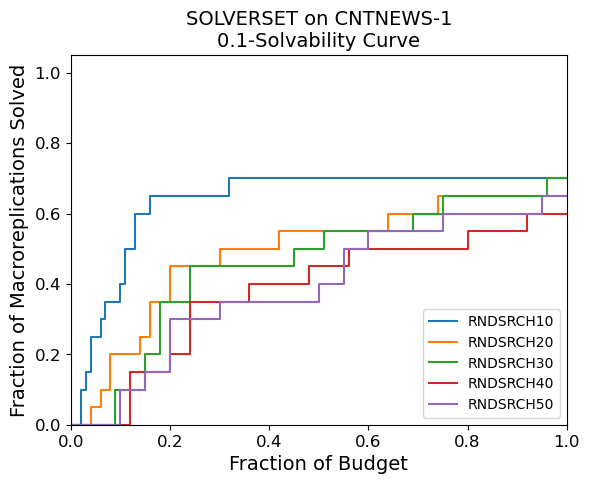 SOLVERSET on CNTNEWS-1
0.1-Solvability Curve
Fraction of Macroreplications Solved
1.0
0.8
0.6
0.4
0.2
0.0
RNDSRCH10
RNDSRCH20
RNDSRCH30
RNDSRCH40
RNDSRCH50
0.0 0.2 0.4 0.6 0.8 1.0
Fraction of Budget